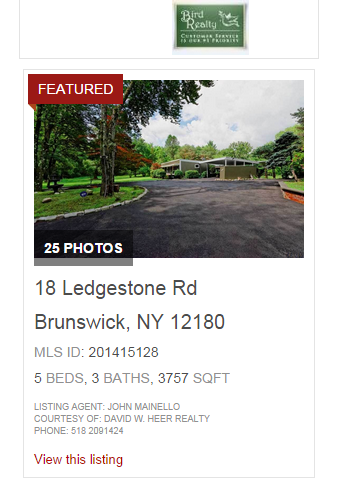 Bird
Realty
CUSTOMER SERVICE
IS OUR #1 PRIORITY
FEATURED
25 PHOTOS
18 Ledgestone Rd
Brunswick, NY 12180
MLS ID: 201415128
5 BEDS, 3 BATHS, 3757 SQFT
LISTING AGENT: JOHN MAINELLO
COURTESY OF: DAVID W. HEER REALTY
PHONE: 518 2091424
View this listing